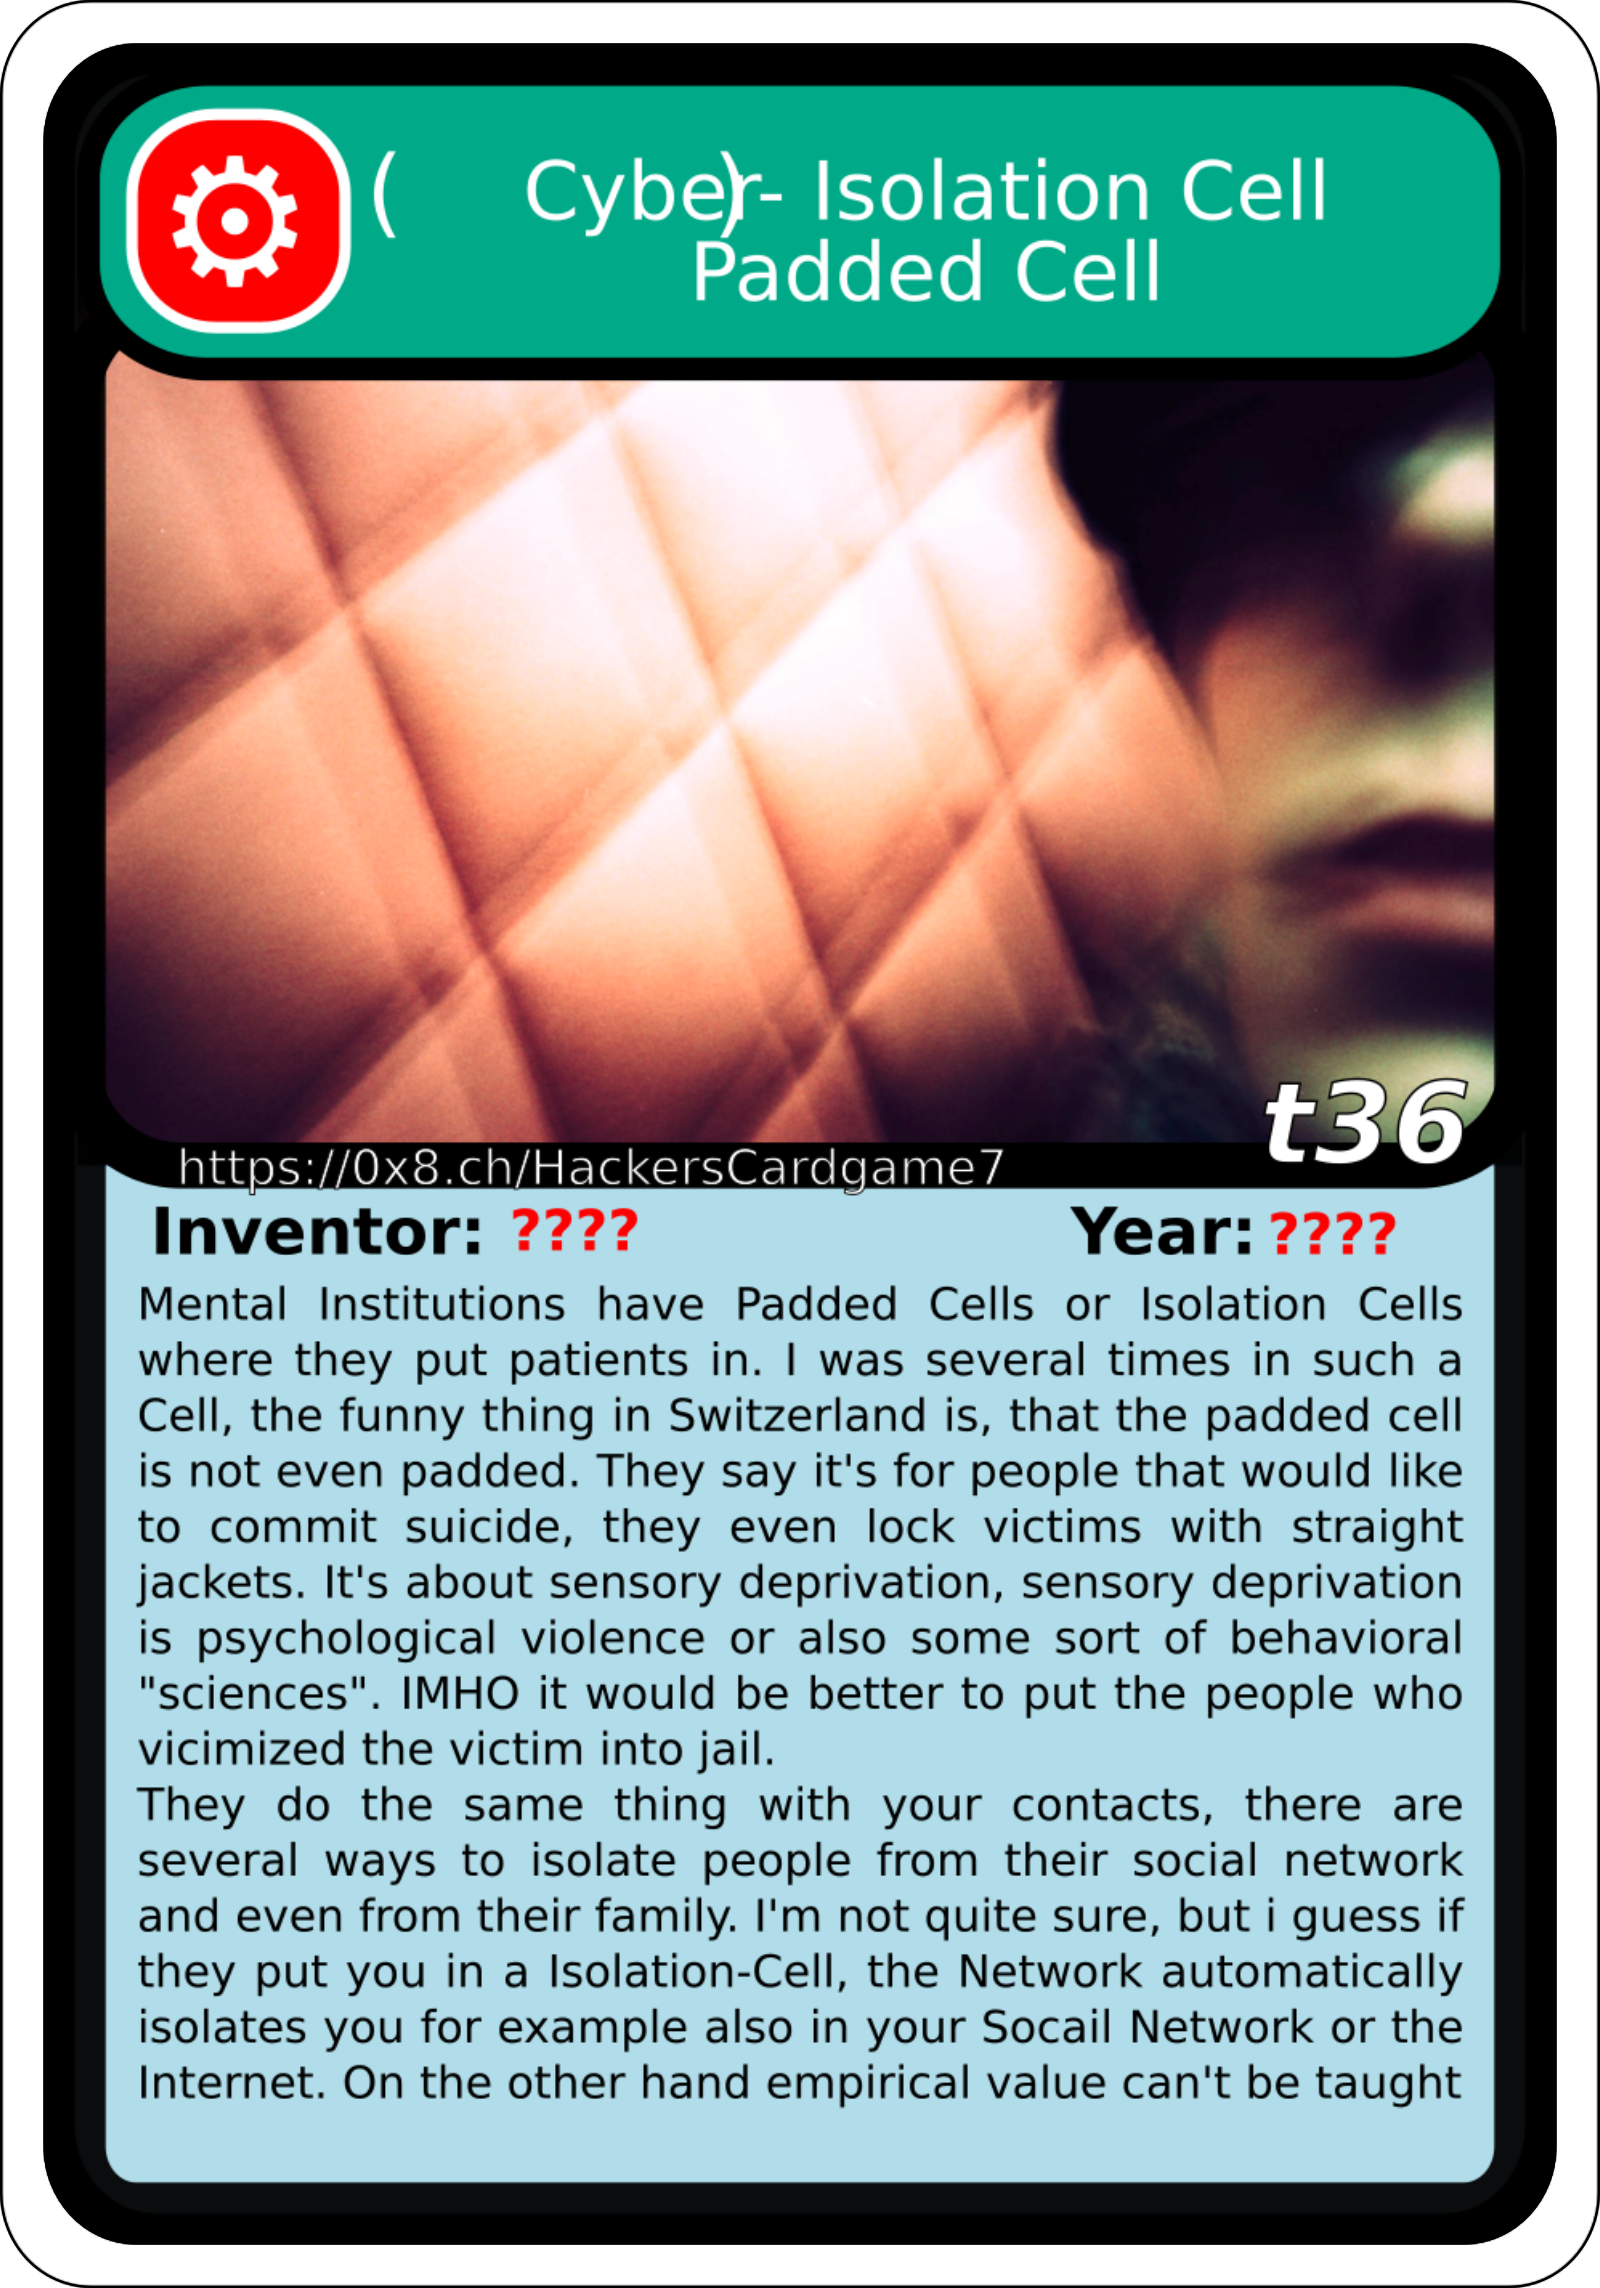 ( Cyber-) Isolation Cell
Padded Cell
t36
https://0x8.ch/HackersCardgame7
Inventor: ???? Year: ????
Mental Institutions have Padded Cells or Isolation Cells
where they put patients in. I was several times in such a
Cell, the funny thing in Switzerland is, that the padded cell
is not even padded. They say it's for people that would like
to commit suicide, they even lock victims with straight
jackets. It's about sensory deprivation, sensory deprivation
is psychological violence or also some sort of behavioral
"sciences". IMHO it would be better to put the people who
vicimized the victim into jail.
They do the same thing with your contacts, there are
several ways to isolate people from their social network
and even from their family. I'm not quite sure, but i guess if
they put you in a Isolation-Cell, the Network automatically
isolates you for example also in your Socail Network or the
Internet. On the other hand empirical value can't be taught